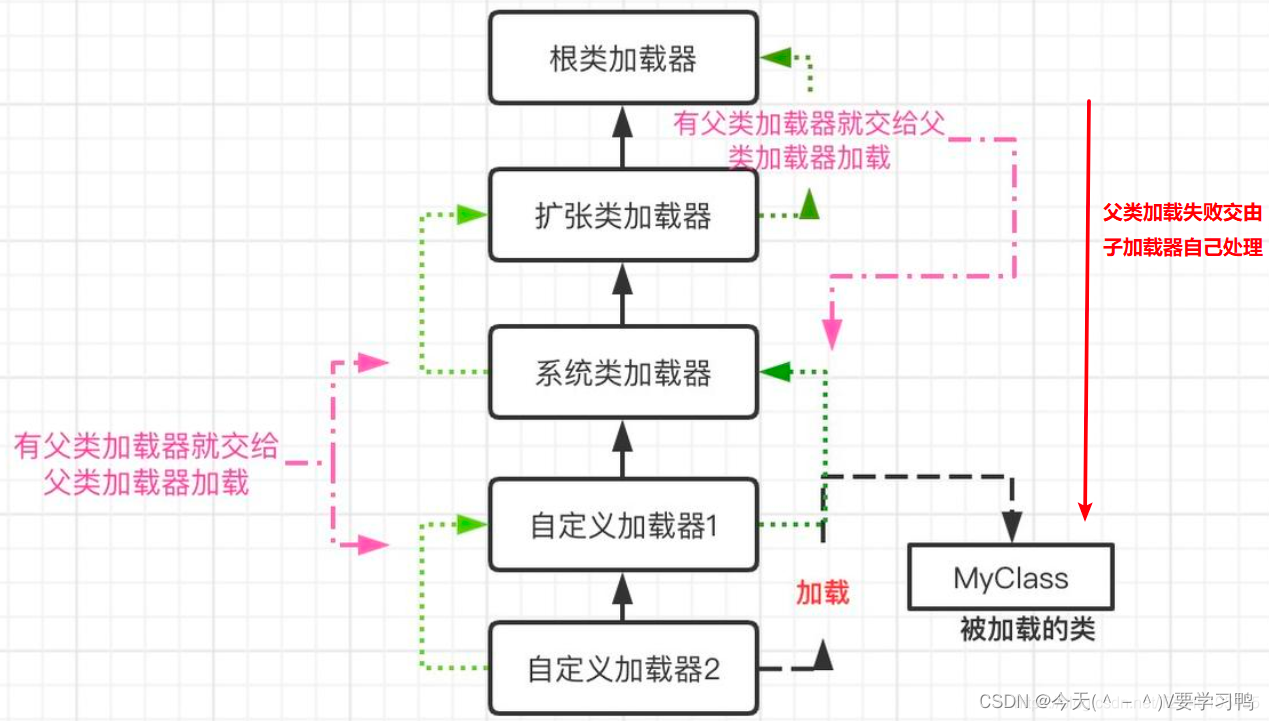 根类加载器
有父类加载器就交给父
类加载器加载
扩张类加载器
父类加载失败交由
子加载器自己处理
系统类加载器
有父类加载器就交给
父类加载器加载
自定义加载器1
加载
MyClass
被加载的类
自定义加载器2
CSDN @今天(＾－＾)V要学习鸭